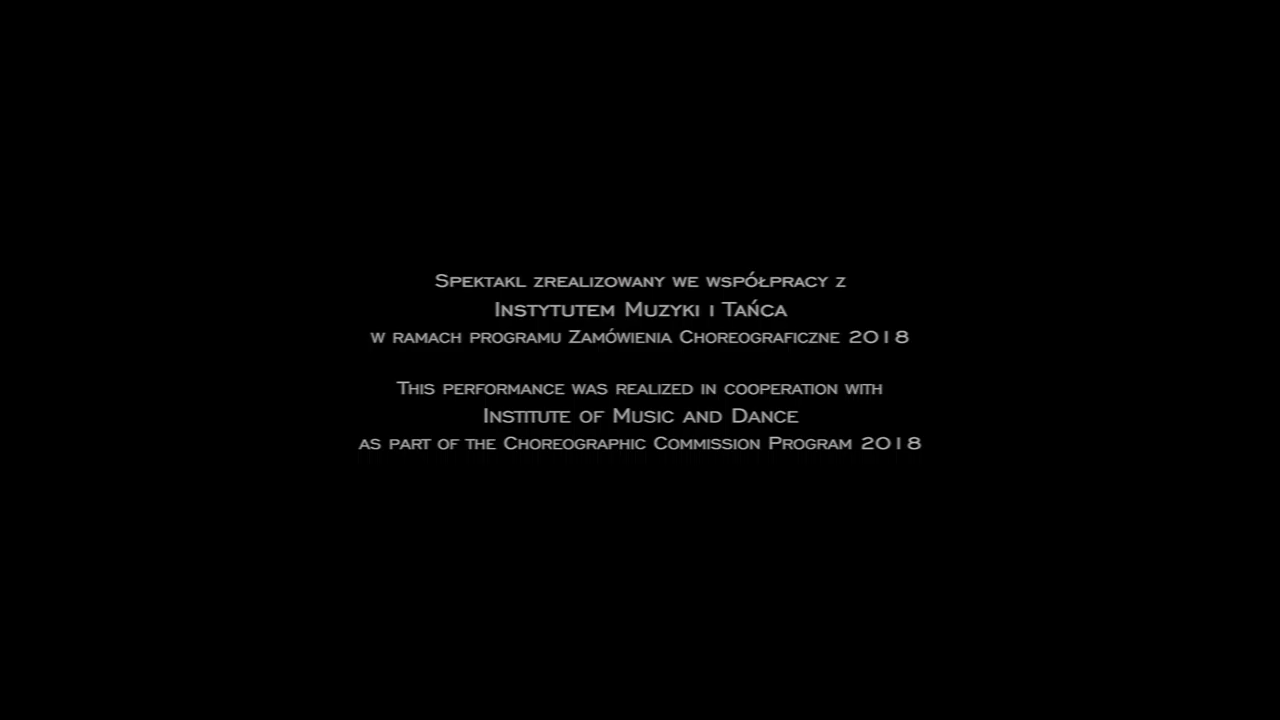 Spektakl zrealizowany we współpracy z
Instytutem Muzyki i Tańca
w ramach programu Zamówienia Choreograficzne 2018
This performance was realized in cooperation with
Institute of Music and Dance
as part of the Choreographic Commission Program 2018